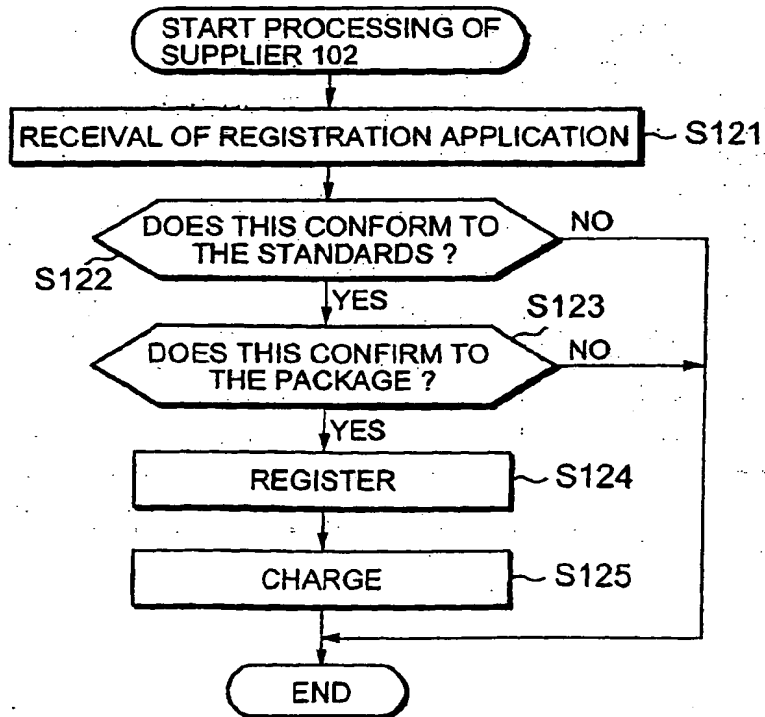 START PROCESSING OF
SUPPLIER 102
RECEIVAL OF REGISTRATION APPLICATION
S121
DOES THIS CONFORM TO
THE STANDARDS ?
NO
S122
YES
S123
DOES THIS CONFIRM TO
THE PACKAGE ?
NO
YES
REGISTER
S124
CHARGE
S125
END